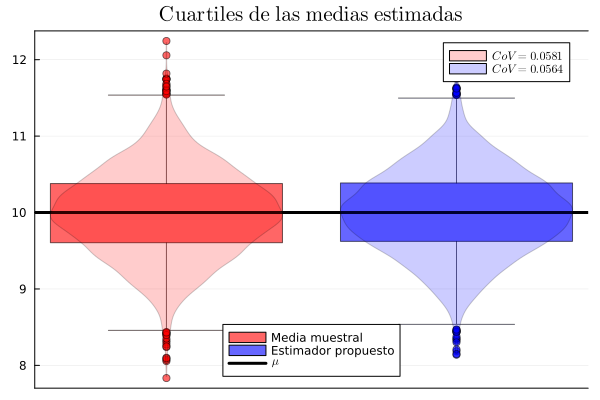 Cuartiles de las medias estimadas
12
11
10
9
8
CoV = 0.0581
CoV = 0.0564
Media muestral
Estimador propuesto
μ